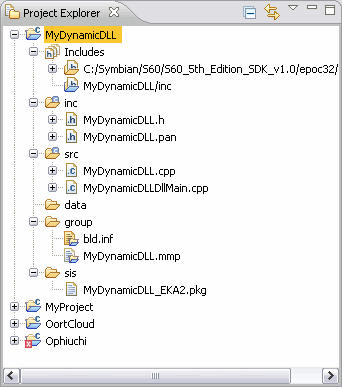 Project Explorer
MyDynamicDLL
Includes
C:/Symbian/S60/S60_5th_Edition_SDK_v1.0/epoc32/
MyDynamicDLL/inc
inc
MyDynamicDLL.h
MyDynamicDLL.pan
src
MyDynamicDLL.cpp
MyDynamicDLLDllMain.cpp
data
group
bld.inf
MyDynamicDLL.mmp
sis
MyDynamicDLL_EKA2.pkg
MyProject
OortCloud
Ophiuchi